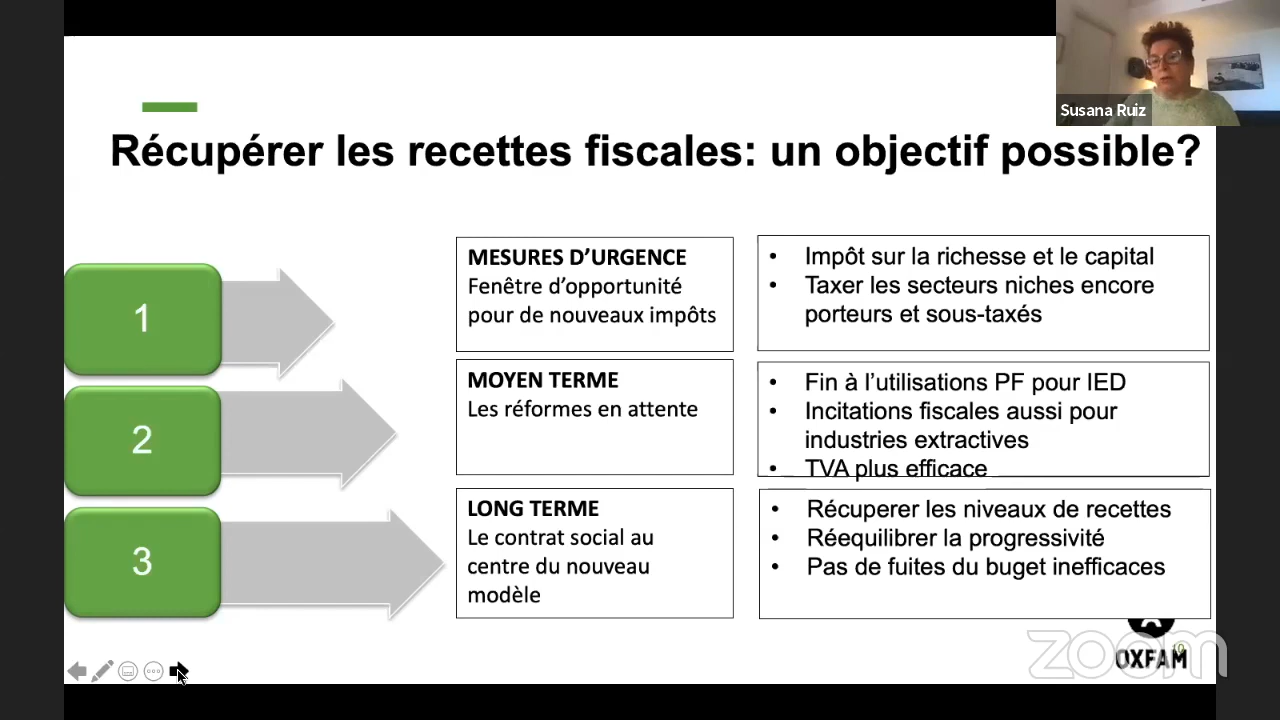 Susana Ruiz
Récupérer les recettes fiscales: un objectif possible?
1
MESURES D’URGENCE
Fenêtre d’opportunité
pour de nouveaux impôts
• Impôt sur la richesse et le capital
• Taxer les secteurs niches encore
porteurs et sous-taxés
2
MOYEN TERME
Les réformes en attente
• Fin à l’utilisations PF pour IED
• Incitations fiscales aussi pour
industries extractives
• TVA plus efficace
3
LONG TERME
Le contrat social au
centre du nouveau
modèle
• Récuperer les niveaux de recettes
• Réequilibrer la progressivité
• Pas de fuites du buget inefficaces
zoom
OXFAM